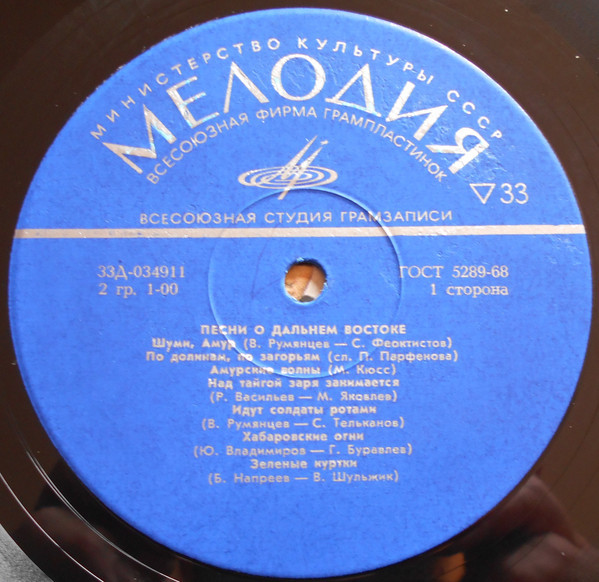 МИНИСТЕРСТВО КУЛЬТУРЫ СССР
МЕЛОДИЯ
ВСЕСОЮЗНАЯ ФИРМА ГРАМПЛАСТИНОК
33
ВСЕСОЮЗНАЯ СТУДИЯ ГРАМЗАПИСИ
33Д-034911
ГОСТ 5289-68
2 гр. 1-00
1 сторона
ПЕСНИ О ДАЛЬНЕМ ВОСТОКЕ
Шуми, Амур (В. Румянцев — С. Феоктистов)
По долинам, по загорьям (сл. П. Парфенова)
Амурские волны (М. Кюсс)
Над тайгой заря занимается
(Р. Васильев — М. Яковлев)
Идут солдаты ротами
(В. Румянцев — С. Тельканов)
Хабаровские огни
(Ю. Владимиров — Г. Буравлев)
Зеленые куртки
(Б. Напреев — В. Шульжик)